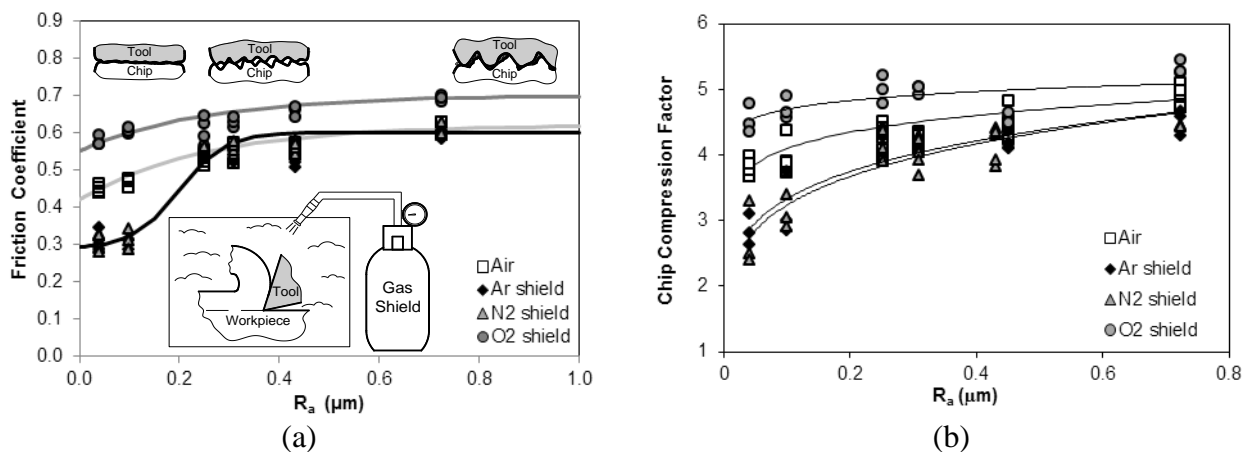 0.9
0.8
0.7
0.6
0.5
0.4
0.3
0.2
0.1
0.0
Friction Coefficient
Tool
Chip
Tool
Chip
Tool
Chip
Tool
Workpiece
Gas
Shield
Air
Ar shield
N2 shield
O2 shield
0.0 0.2 0.4 0.6 0.8 1.0
Ra (µm)
(a)
6
5
4
3
2
1
Chip Compression Factor
Air
Ar shield
N2 shield
O2 shield
0 0.2 0.4 0.6 0.8
Ra(µm)
(b)